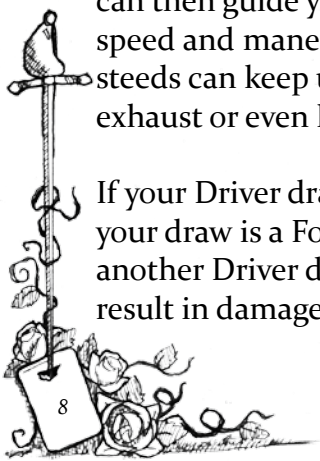 can then guide y
speed and mane
steeds can keep u
exhaust or even
If your Driver dra
your draw is a Fo
another Driver d
result in damage
8